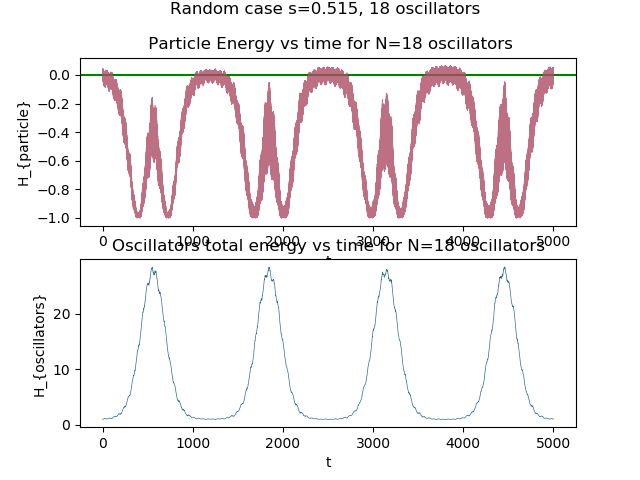 Random case s=0.515, 18 oscillators
Particle Energy vs time for N=18 oscillators
H_{particle}
0.0
−0.2
−0.4
−0.6
−0.8
−1.0
0 1000 2000 3000 4000 5000
Oscillators total energy vs time for N=18 oscillators
H_{oscillators}
20
10
0
0 1000 2000 3000 4000 5000
t